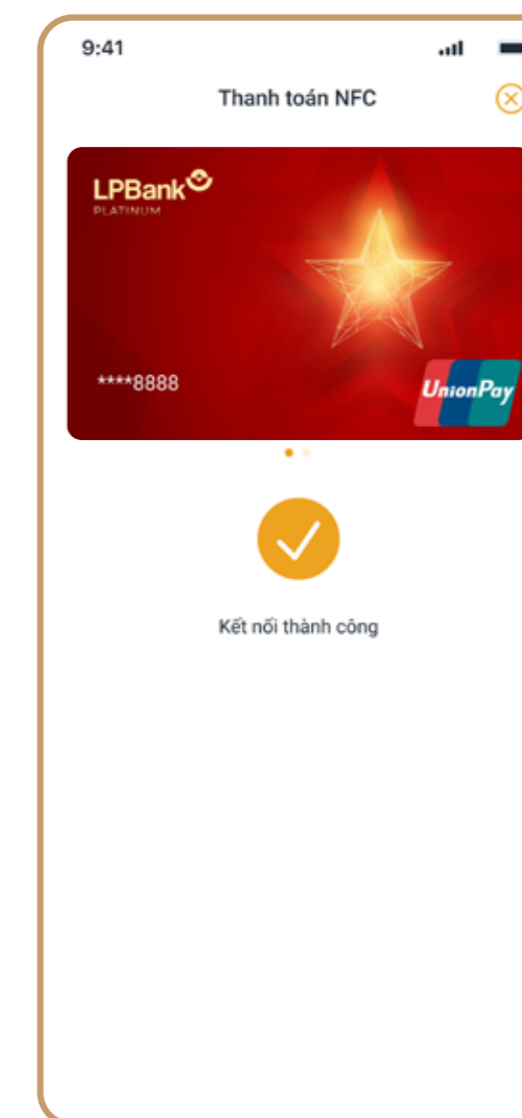 9:41
Thanh toán NFC
LPBank
PLATINUM
****8888
UnionPay
Kết nối thành công